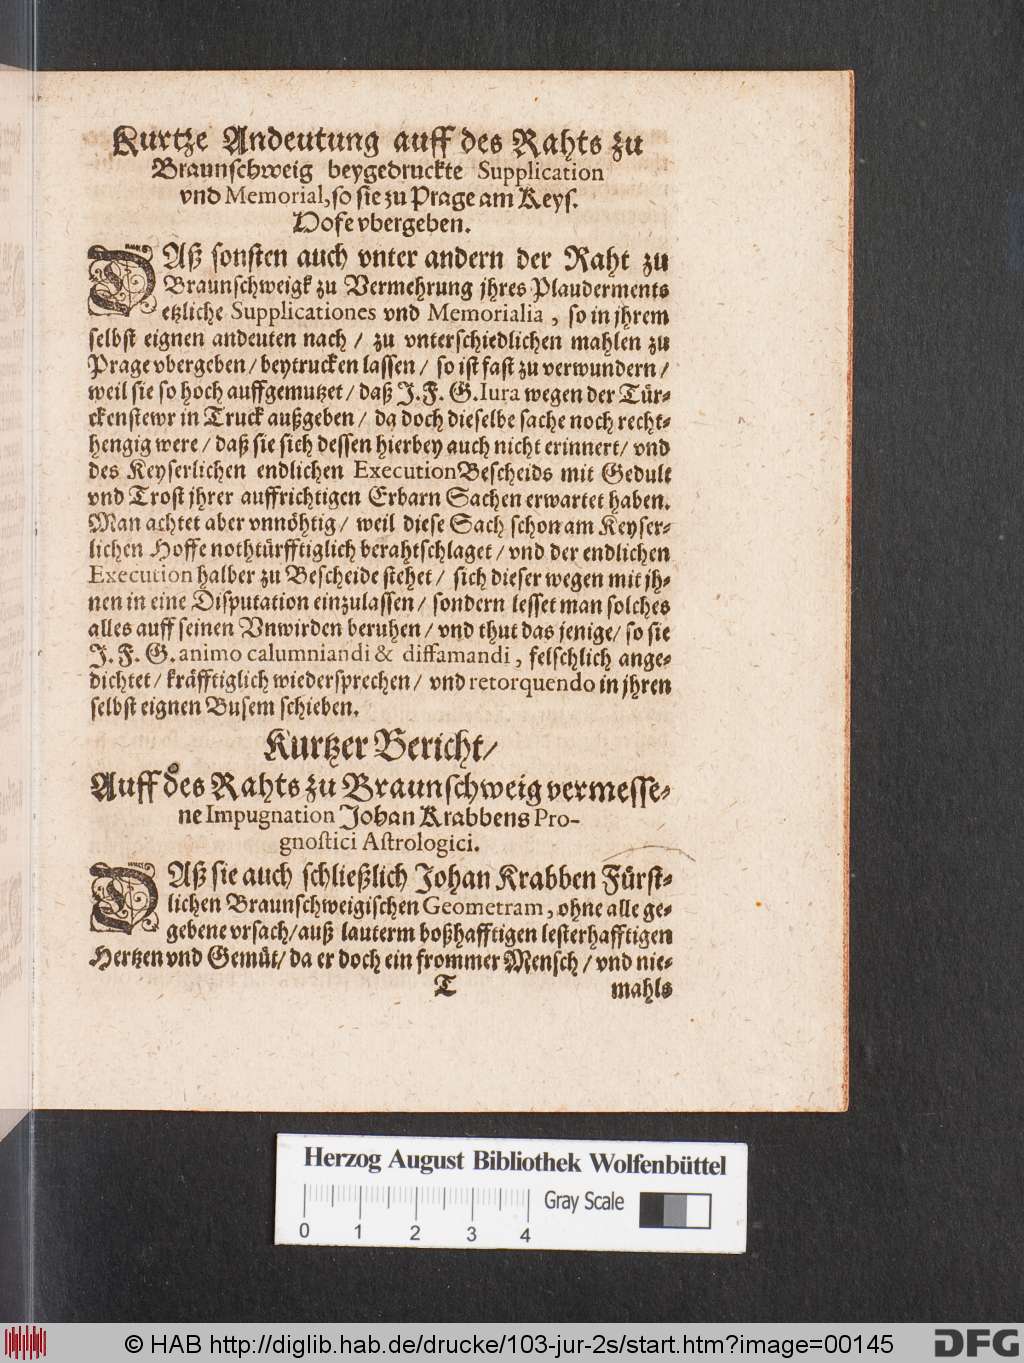 Kurtze Andeutung auff des Rahts zu
Braunschweig beygedruckte Supplication
vnd Memorial, so sie zu Prage am Keys.
Hofe vbergeben.
DAß sonsten auch vnter andern der Raht zu
Braunschweigk zu Vermehrung jhres Plauderments
etzliche Supplicationes vnd Memorialia, so in jhrem
selbst eignen andeuten nach / zu vnterschiedlichen mahlen zu
Prage vbergeben / beytrucken lassen / so ist fast zu verwundern /
weil sie so hoch auffgemutzet / daß J. F. G. Iura wegen der Tür-
ckenstewr in Truck außgeben / da doch dieselbe sache noch recht-
hengig were / daß sie sich dessen hierbey auch nicht erinnert / vnd
des Keyserlichen endlichen Execution Bescheids mit Gedult
vnd Trost jhrer auffrichtigen Erbarn Sachen erwartet haben.
Man achtet aber vnnöhtig / weil diese Sach schon am Keyser-
lichen Hoffe nothtürfftiglich berahtschlaget / vnd der endlichen
Execution halber zu Bescheide stehet / sich dieser wegen mit jh-
nen in eine Disputation einzulassen / sondern lesset man solches
alles auff seinen Vnwirden beruhen / vnd thut das jenige / so sie
J. F. G. animo calumniandi & diffamandi, felschlich ange-
dichtet / kräfftiglich wiedersprechen / vnd retorquendo in jhren
selbst eignen Busem schieben.
Kurtzer Bericht /
Auff des Rahts zu Braunschweig vermesse-
ne Impugnation Johan Krabbens Pro-
gnostici Astrologici.
DAß sie auch schließlich Johan Krabben Fürst-
lichen Braunschweigischen Geometram, ohne alle ge-
gebene vrsach / auß lauterm boßhafftigen lesterhafftigen
Hertzen vnd Gemüt / da er doch ein frommer Mensch / vnd nie-
T mahls
Herzog August Bibliothek Wolfenbüttel
Gray Scale
0 1 2 3 4
© HAB http://diglib.hab.de/drucke/103-jur-2s/start.htm?image=00145
DFG